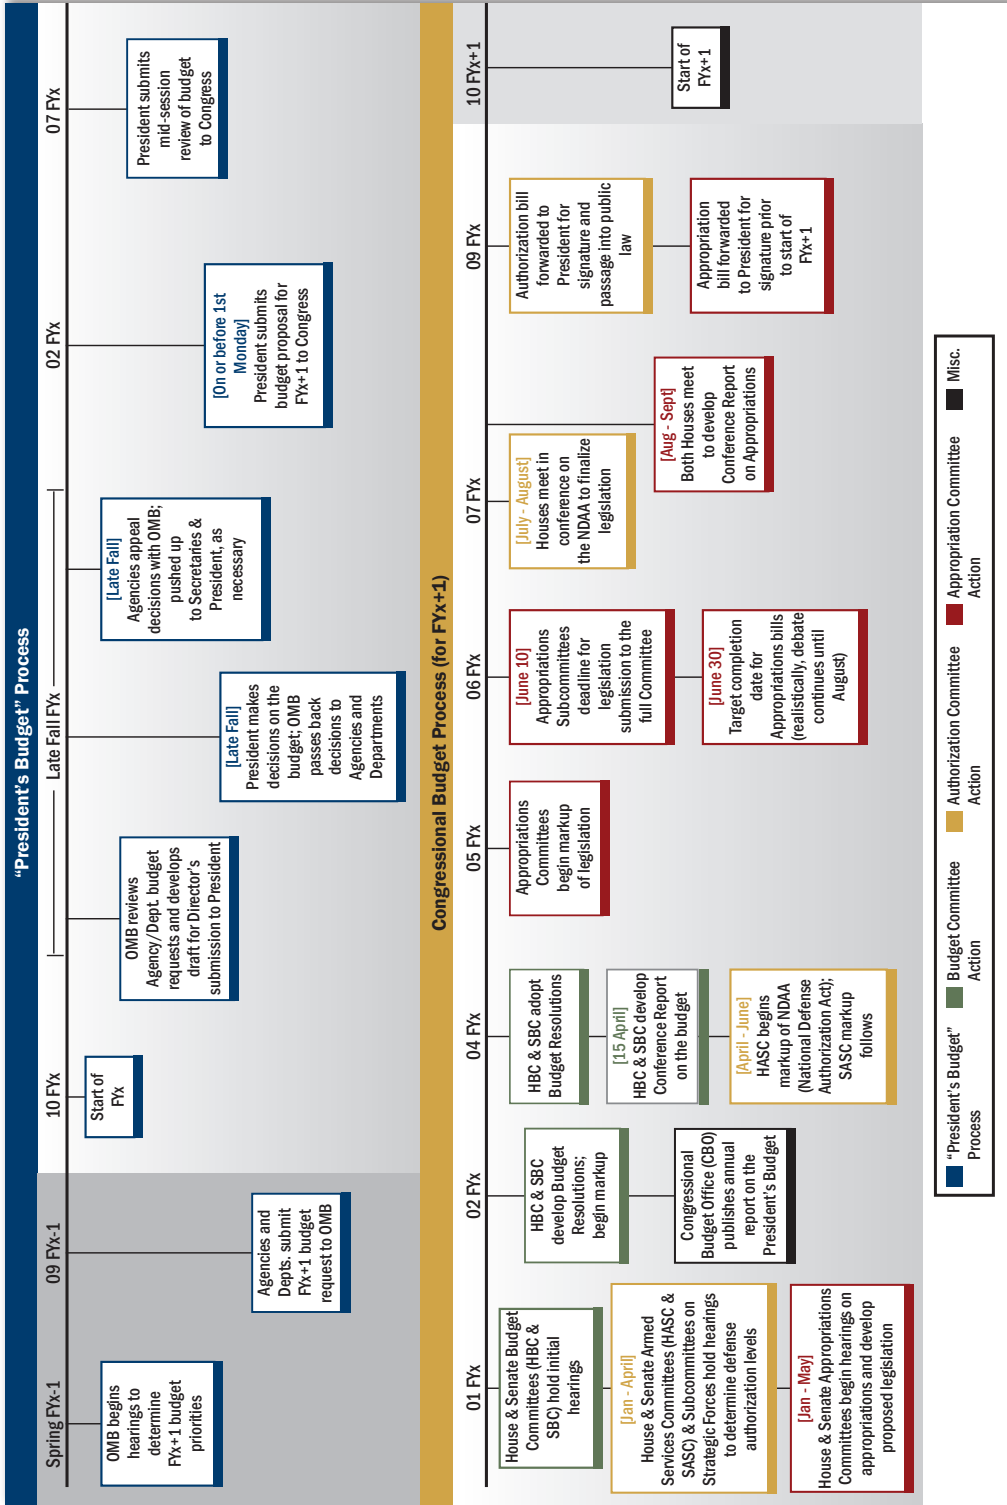 "President's Budget" Process
Spring FYx-1
09 FYx-1
10 FYx
Late Fall FYx
02 FYx
07 FYx
OMB begins
hearings to
determine
FYx+1 budget
priorities
Agencies and
Depts. submit
FYx+1 budget
request to OMB
Start of
FYx
OMB reviews
Agency/Dept. budget
requests and develops
draft for Director's
submission to President
[Late Fall]
President makes
decisions on the
budget; OMB
passes back
decisions to
Agencies and
Departments
[Late Fall]
Agencies appeal
decisions with OMB;
pushed up
to Secretaries &
President, as
necessary
[On or before 1st
Monday]
President submits
budget proposal for
FYx+1 to Congress
President submits
mid-session
review of budget
to Congress
Congressional Budget Process (for FYx+1)
01 FYx
02 FYx
04 FYx
05 FYx
06 FYx
07 FYx
09 FYx
10 FYx+1
House & Senate Budget
Committees (HBC &
SBC) hold initial
hearings
[Jan - April]
House & Senate Armed
Services Committees (HASC &
SASC) & Subcommittees on
Strategic Forces hold hearings
to determine defense
authorization levels
[Jan - May]
House & Senate Appropriations
Committees begin hearings on
appropriations and develop
proposed legislation
HBC & SBC
develop Budget
Resolutions;
begin markup
Congressional
Budget Office (CBO)
publishes annual
report on the
President's Budget
HBC & SBC adopt
Budget Resolutions
[15 April]
HBC & SBC develop
Conference Report
on the budget
[April - June]
HASC begins
markup of NDAA
(National Defense
Authorization Act);
SASC markup
follows
Appropriations
Committees
begin markup
of legislation
[June 10]
Appropriations
Subcommittees
deadline for
legislation
submission to the
full Committee
[June 30]
Target completion
date for
Appropriations bills
(realistically, debate
continues until
August)
[July - August]
Houses meet in
conference on
the NDAA to finalize
legislation
[Aug - Sept]
Both Houses meet
to develop
Conference Report
on Appropriations
Authorization bill
forwarded to
President for
signature and
passage into public
law
Appropriation
bill forwarded
to President for
signature prior
to start of
FYx+1
Start of
FYx+1
"President's Budget"
Process
Budget Committee
Action
Authorization Committee
Action
Appropriation Committee
Action
Misc.